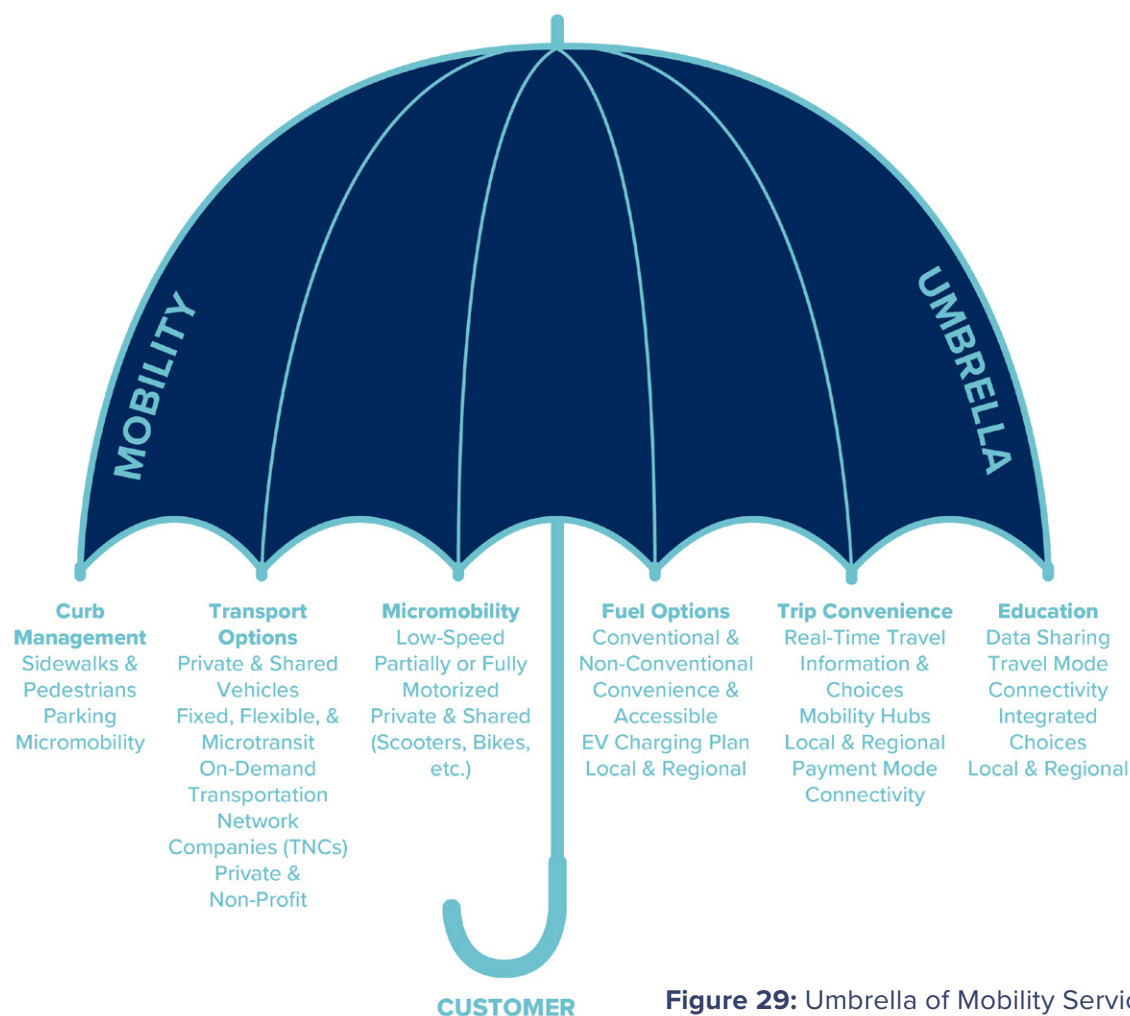 MOBILITY
UMBRELLA
Curb
Management
Sidewalks &
Pedestrians
Parking
Micromobility
Transport
Options
Private & Shared
Vehicles
Fixed, Flexible, &
Microtransit
On-Demand
Transportation
Network
Companies (TNCs)
Private &
Non-Profit
Micromobility
Low-Speed
Partially or Fully
Motorized
Private & Shared
(Scooters, Bikes,
etc.)
Fuel Options
Conventional &
Non-Conventional
Convenience &
Accessible
EV Charging Plan
Local & Regional
Trip Convenience
Real-Time Travel
Information &
Choices
Mobility Hubs
Local & Regional
Payment Mode
Connectivity
Education
Data Sharing
Travel Mode
Connectivity
Integrated
Choices
Local & Regional
CUSTOMER
Figure 29: Umbrella of Mobility